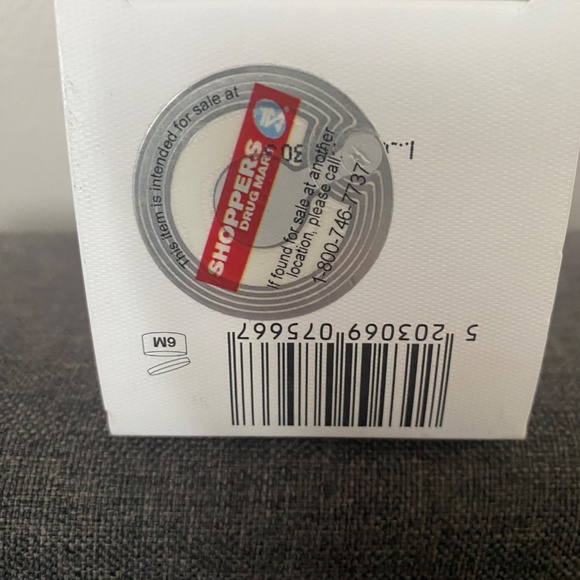 This item is intended for sale at
SHOPPERS
DRUG MART
If found for sale at another
location, please call:
1-800-746-7737
30
6M
5 203069 075667